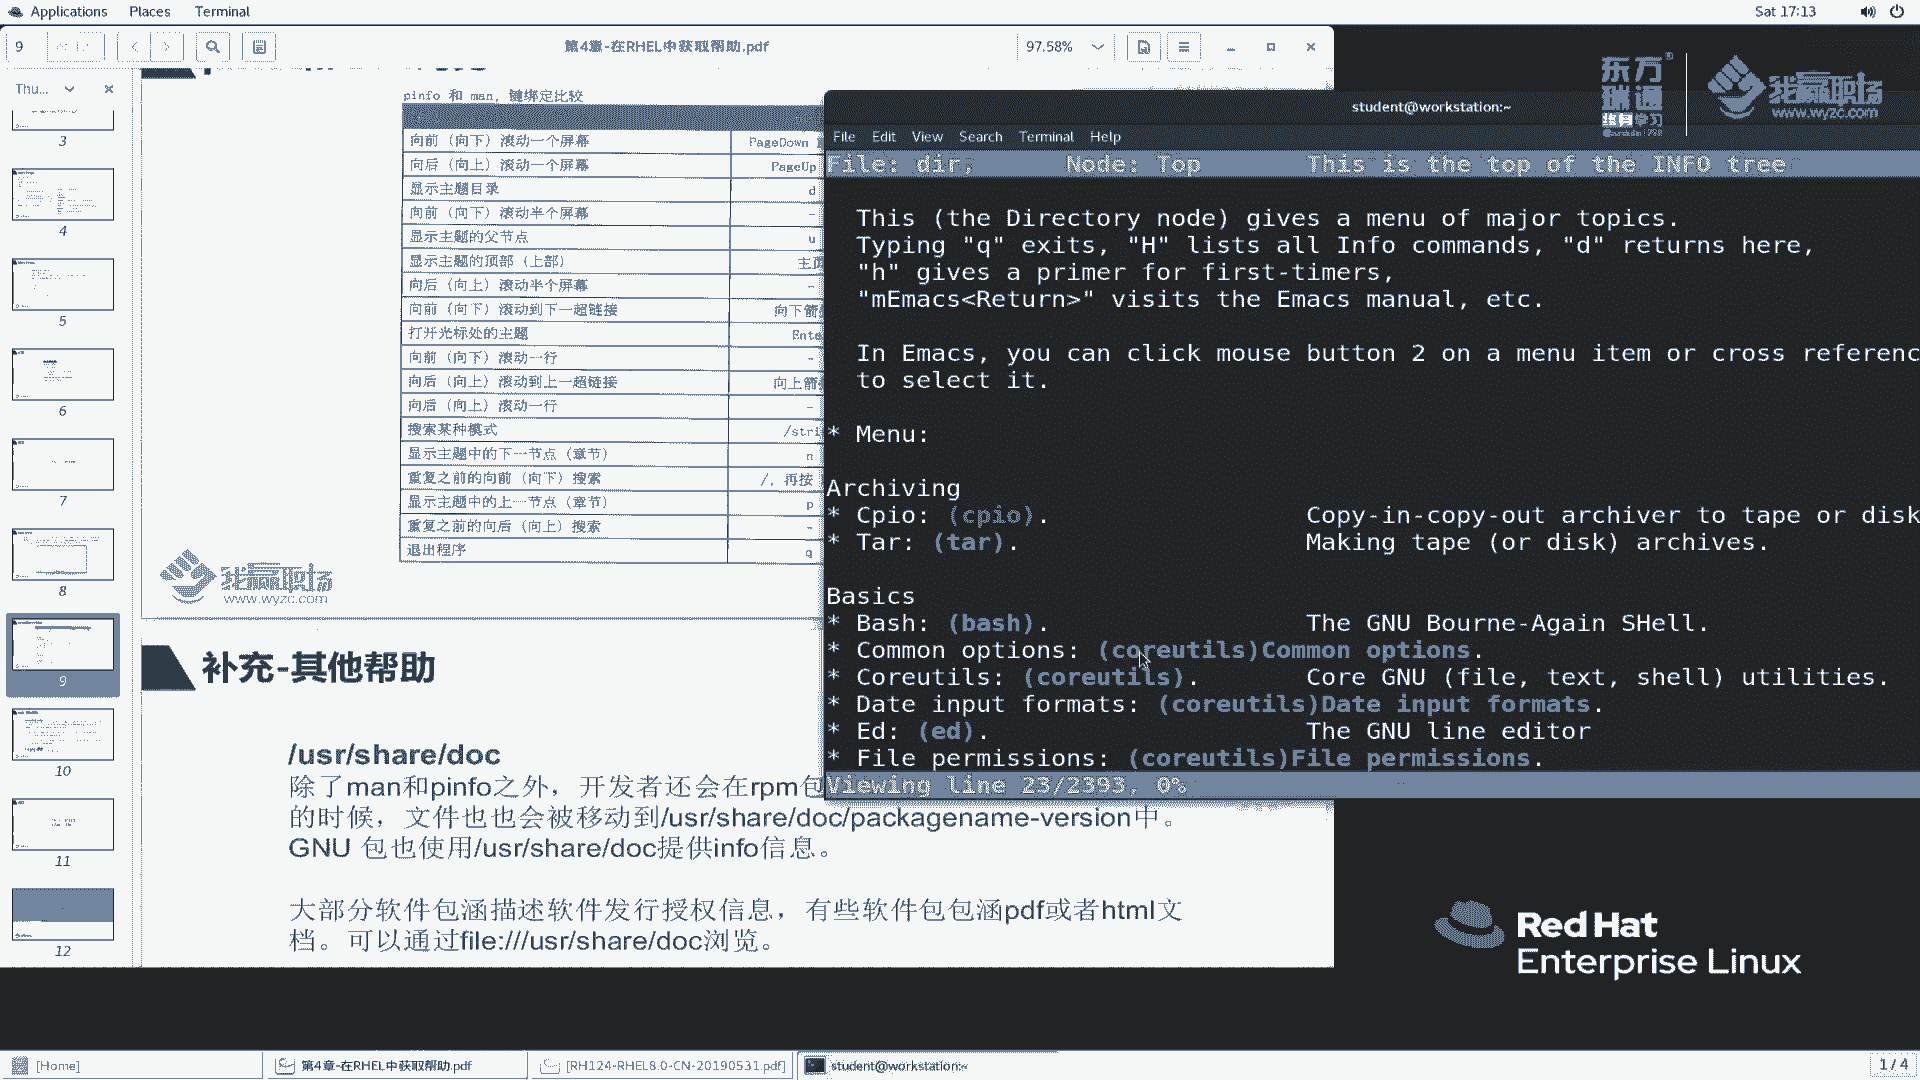 Applications Places Terminal
Sat 17:13
9
第4章-在RHEL中获取帮助.pdf
97.58%
Thu...
3
4
5
6
7
8
9
10
11
12
pinfo 和 man, 键绑定比较
向前（向下）滚动一个屏幕 PageDown
向后（向上）滚动一个屏幕 PageUp
显示主题目录 d
向前（向下）滚动半个屏幕 -
显示主题的父节点 u
显示主题的顶部（上部） 主页
向后（向上）滚动半个屏幕 -
向前（向下）滚动到下一超链接 向下箭
打开光标处的主题 Ente
向前（向下）滚动一行 -
向后（向上）滚动到上一超链接 向上箭
向后（向上）滚动一行 -
搜索某种模式 /stri
显示主题中的下一节点（章节） n
重复之前的向前（向下）搜索 /, 再按
显示主题中的上一节点（章节） p
重复之前的向后（向上）搜索 -
退出程序 q
我赢职场
www.wyzc.com
补充-其他帮助
/usr/share/doc
除了man和pinfo之外，开发者还会在rpm包
的时候，文件也也会被移动到/usr/share/doc/packagename-version中。
GNU 包也使用/usr/share/doc提供info信息。
大部分软件包涵描述软件发行授权信息，有些软件包包涵pdf或者html文
档。可以通过file:///usr/share/doc浏览。
东方瑞通
我赢职场
www.wyzc.com
student@workstation:~
File Edit View Search Terminal Help
File: dir, Node: Top This is the top of the INFO tree
This (the Directory node) gives a menu of major topics.
Typing "q" exits, "H" lists all Info commands, "d" returns here,
"h" gives a primer for first-timers,
"mEmacs<Return>" visits the Emacs manual, etc.
In Emacs, you can click mouse button 2 on a menu item or cross referenc
to select it.
* Menu:
Archiving
* Cpio: (cpio). Copy-in-copy-out archiver to tape or disk
* Tar: (tar). Making tape (or disk) archives.
Basics
* Bash: (bash). The GNU Bourne-Again SHell.
* Common options: (coreutils)Common options.
* Coreutils: (coreutils). Core GNU (file, text, shell) utilities.
* Date input formats: (coreutils)Date input formats.
* Ed: (ed). The GNU line editor
* File permissions: (coreutils)File permissions.
Viewing line 23/2393, 0%
Red Hat
Enterprise Linux
[Home]
第4章-在RHEL中获取帮助.pdf
[RH124-RHEL8.0-CN-20190531.pdf]
student@workstation:~
1 / 4